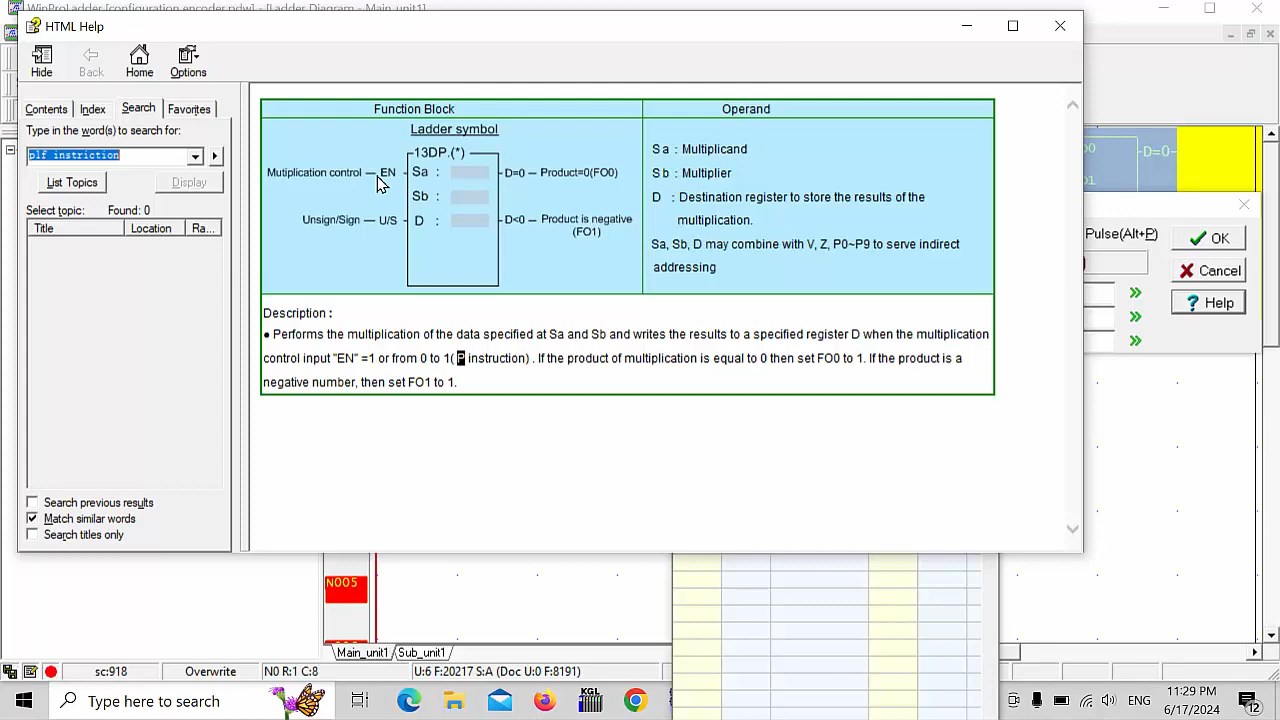 WinProLadder [configuration encoder.pdw] - [Ladder Diagram - Main_unit1]
HTML Help
Hide
Back
Home
Options
Contents
Index
Search
Favorites
Type in the word(s) to search for:
plf instriction
List Topics
Display
Select topic:
Found: 0
Title
Location
Ra...
Search previous results
Match similar words
Search titles only
Function Block
Operand
Ladder symbol
13DP.(*)
Mutiplication control
EN
Sa :
D=0
Product=0(FO0)
Sb :
Unsign/Sign
U/S
D :
D<0
Product is negative
(FO1)
Sa : Multiplicand
Sb : Multiplier
D : Destination register to store the results of the
multiplication.
Sa, Sb, D may combine with V, Z, P0~P9 to serve indirect
addressing
Description :
● Performs the multiplication of the data specified at Sa and Sb and writes the results to a specified register D when the multiplication
control input "EN" =1 or from 0 to 1( P instruction) . If the product of multiplication is equal to 0 then set FO0 to 1. If the product is a
negative number, then set FO1 to 1.
D=0
Pulse(Alt+P)
OK
Cancel
Help
N005
Main_unit1
Sub_unit1
sc:918
Overwrite
N0 R:1 C:8
U:6 F:20217 S:A (Doc U:0 F:8191)
Type here to search
KGL
ENG
11:29 PM
6/17/2024
12